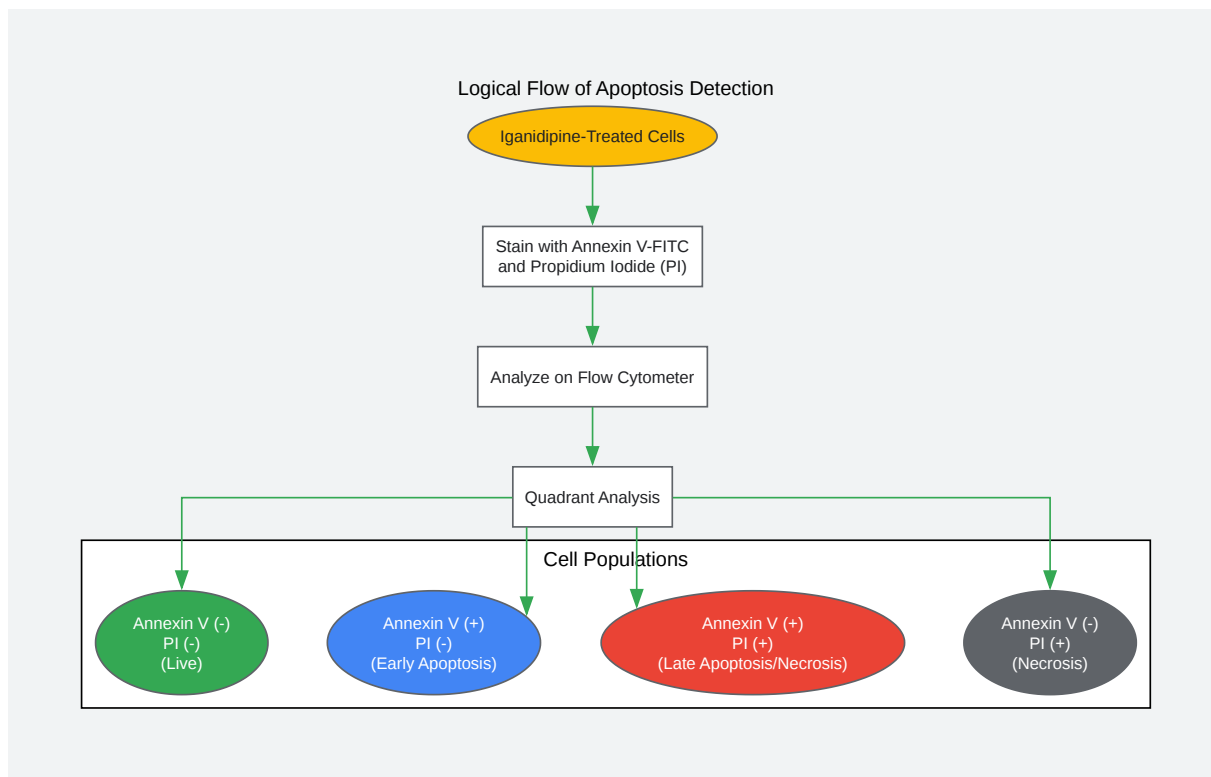 Logical Flow of Apoptosis Detection
Iganidipine-Treated Cells
Stain with Annexin V-FITC
and Propidium Iodide (PI)
Analyze on Flow Cytometer
Quadrant Analysis
Cell Populations
Annexin V (-)
PI (-)
(Live)
Annexin V (+)
PI (-)
(Early Apoptosis)
Annexin V (+)
PI (+)
(Late Apoptosis/Necrosis)
Annexin V (-)
PI (+)
(Necrosis)